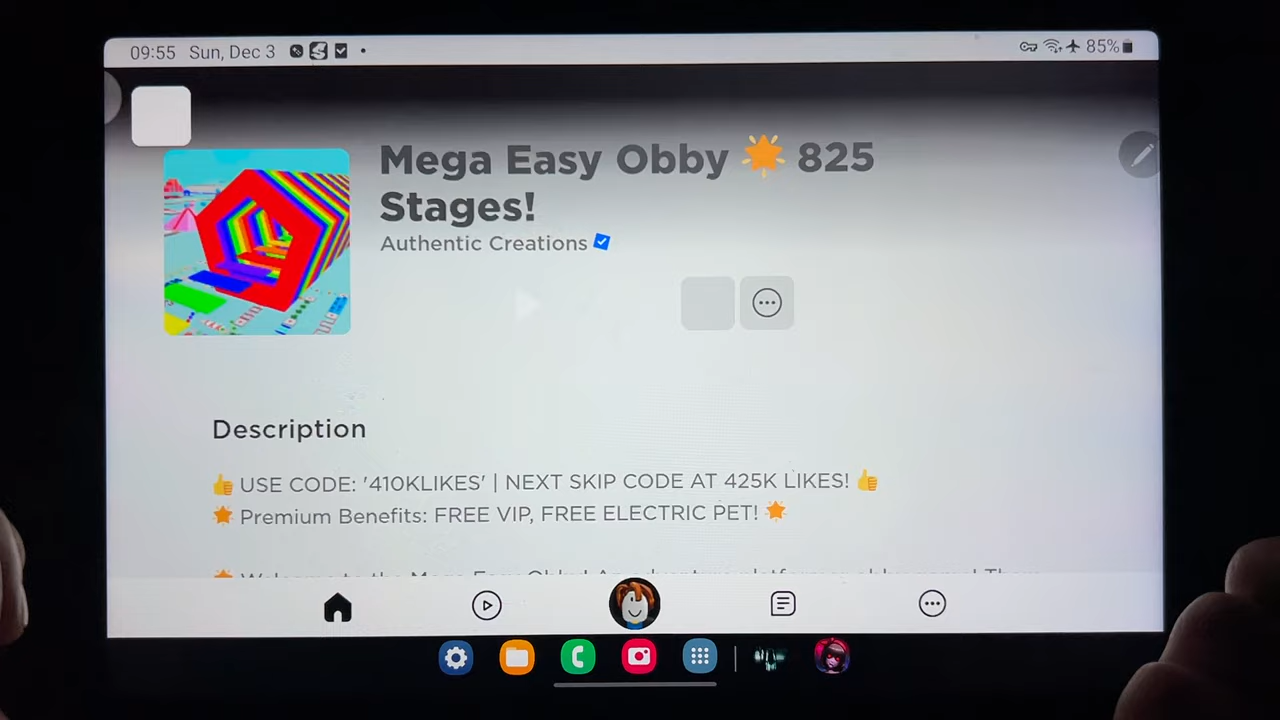 09:55 Sun, Dec 3
85%
Mega Easy Obby 🌟 825
Stages!
Authentic Creations
Description
👍 USE CODE: '410KLIKES' | NEXT SKIP CODE AT 425K LIKES! 👍
🌟 Premium Benefits: FREE VIP, FREE ELECTRIC PET! 🌟